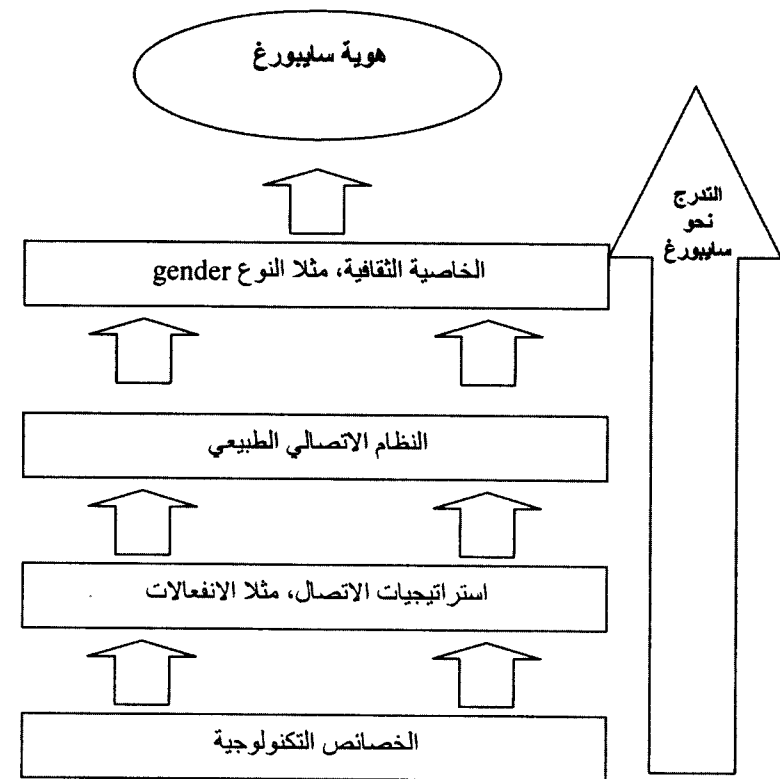 هوية سايبورغ
التدرج
نحو
سايبورغ
الخاصية الثقافية، مثلا النوع gender
النظام الاتصالي الطبيعي
استراتيجيات الاتصال، مثلا الانفعالات
الخصائص التكنولوجية